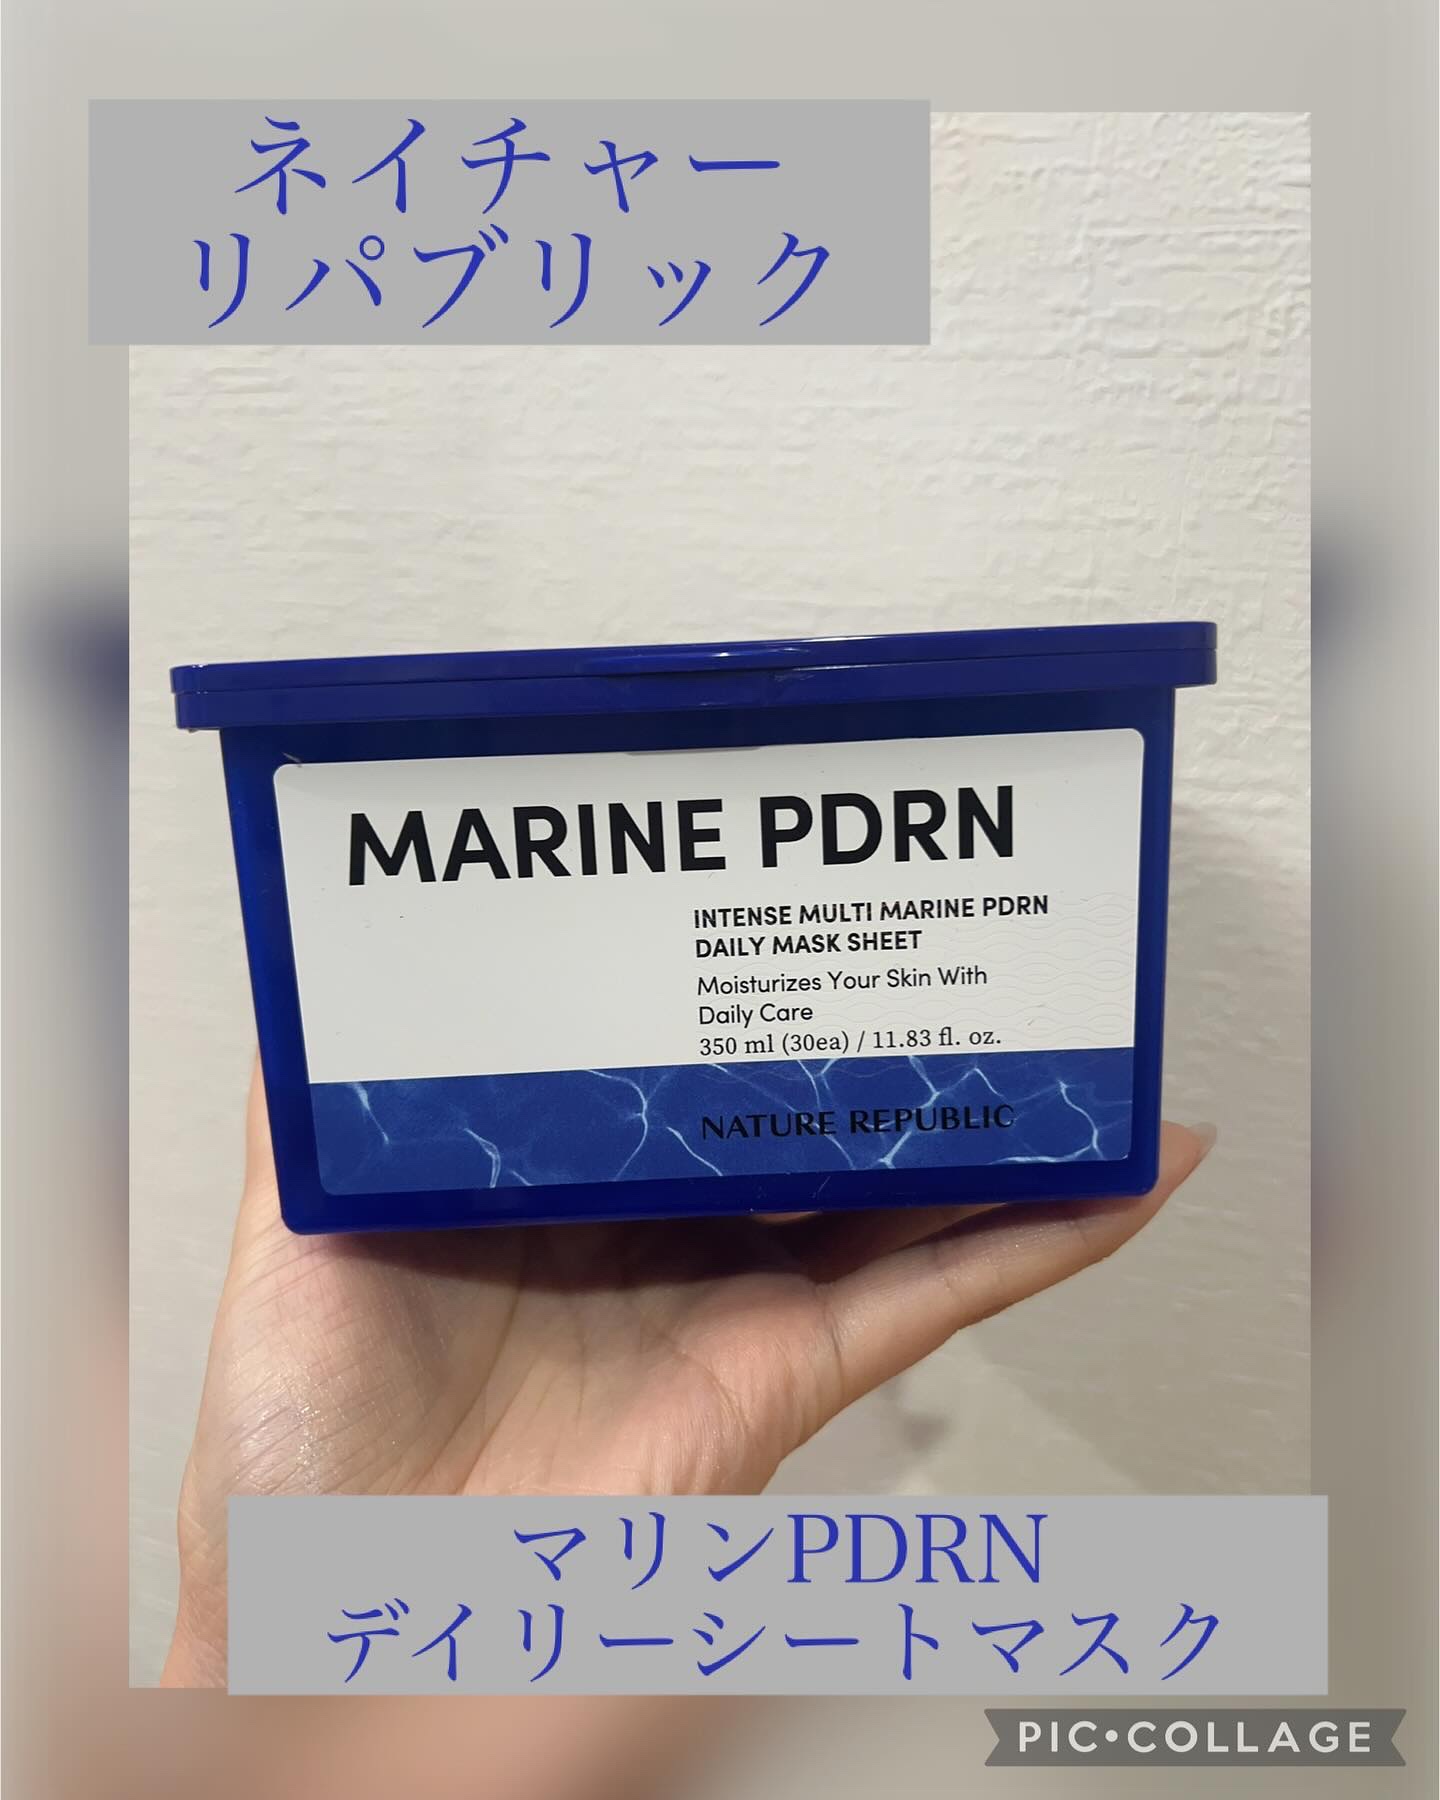 ネイチャー
リパブリック
MARINE PDRN
INTENSE MULTI MARINE PDRN
DAILY MASK SHEET
Moisturizes Your Skin With
Daily Care
350 ml (30ea) / 11.83 fl. oz.
NATURE REPUBLIC
マリンPDRN
デイリーシートマスク
PIC•COLLAGE